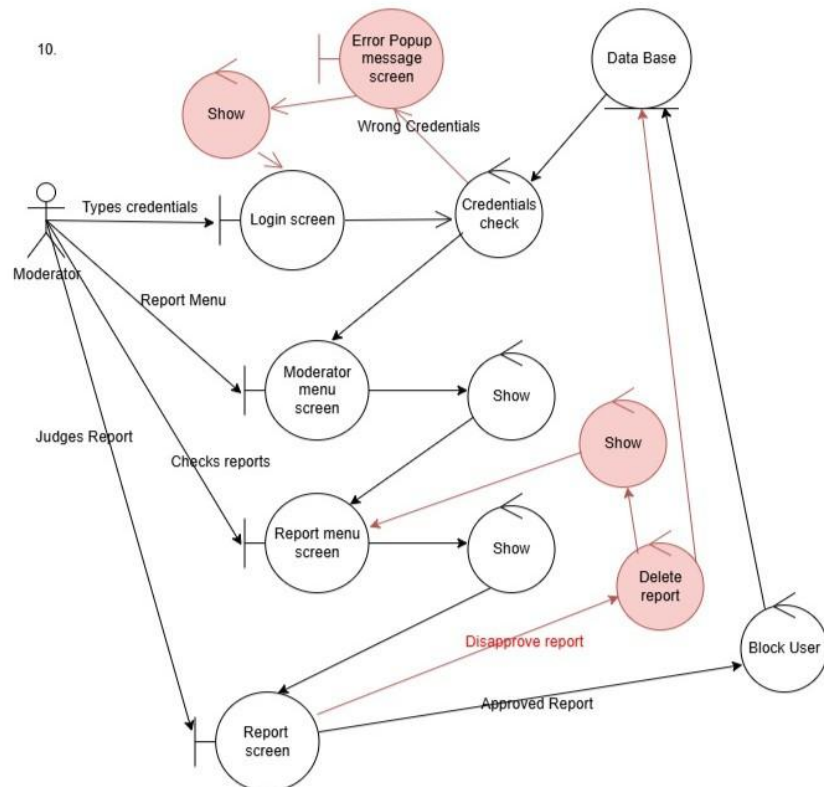 10.
Error Popup
message
screen
Data Base
Show
Wrong Credentials
Types credentials
Login screen
Credentials
check
Moderator
Report Menu
Moderator
menu
screen
Show
Judges Report
Checks reports
Show
Report menu
screen
Show
Delete
report
Disapprove report
Block User
Approved Report
Report
screen